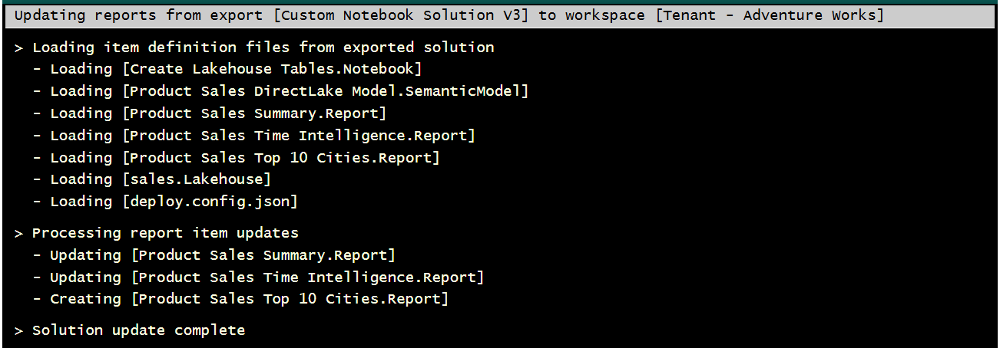 Updating reports from export [Custom Notebook Solution V3] to workspace [Tenant - Adventure Works]
> Loading item definition files from exported solution
- Loading [Create Lakehouse Tables.Notebook]
- Loading [Product Sales DirectLake Model.SemanticModel]
- Loading [Product Sales Summary.Report]
- Loading [Product Sales Time Intelligence.Report]
- Loading [Product Sales Top 10 Cities.Report]
- Loading [sales.Lakehouse]
- Loading [deploy.config.json]
> Processing report item updates
- Updating [Product Sales Summary.Report]
- Updating [Product Sales Time Intelligence.Report]
- Creating [Product Sales Top 10 Cities.Report]
> Solution update complete